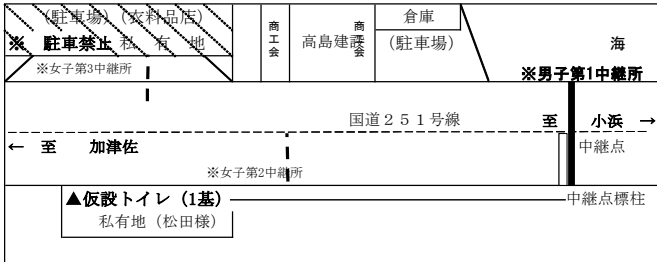 (駐車場)(衣料品店)
※ 駐車禁止 私 有 地
※女子第3中継所
商工会
高島建設
商工会
倉庫
(駐車場)
海
※男子第1中継所
国道251号線
至 小浜 →
← 至 加津佐
中継点
※女子第2中継所
▲仮設トイレ(1基)
中継点標柱
私有地(松田様)